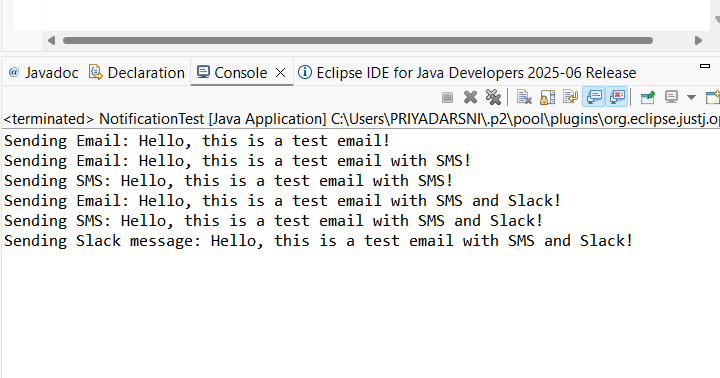 @ Javadoc Declaration Console Eclipse IDE for Java Developers 2025-06 Release
<terminated> NotificationTest [Java Application] C:\Users\PRIYADARSNI\.p2\pool\plugins\org.eclipse.justj.op
Sending Email: Hello, this is a test email!
Sending Email: Hello, this is a test email with SMS!
Sending SMS: Hello, this is a test email with SMS!
Sending Email: Hello, this is a test email with SMS and Slack!
Sending SMS: Hello, this is a test email with SMS and Slack!
Sending Slack message: Hello, this is a test email with SMS and Slack!